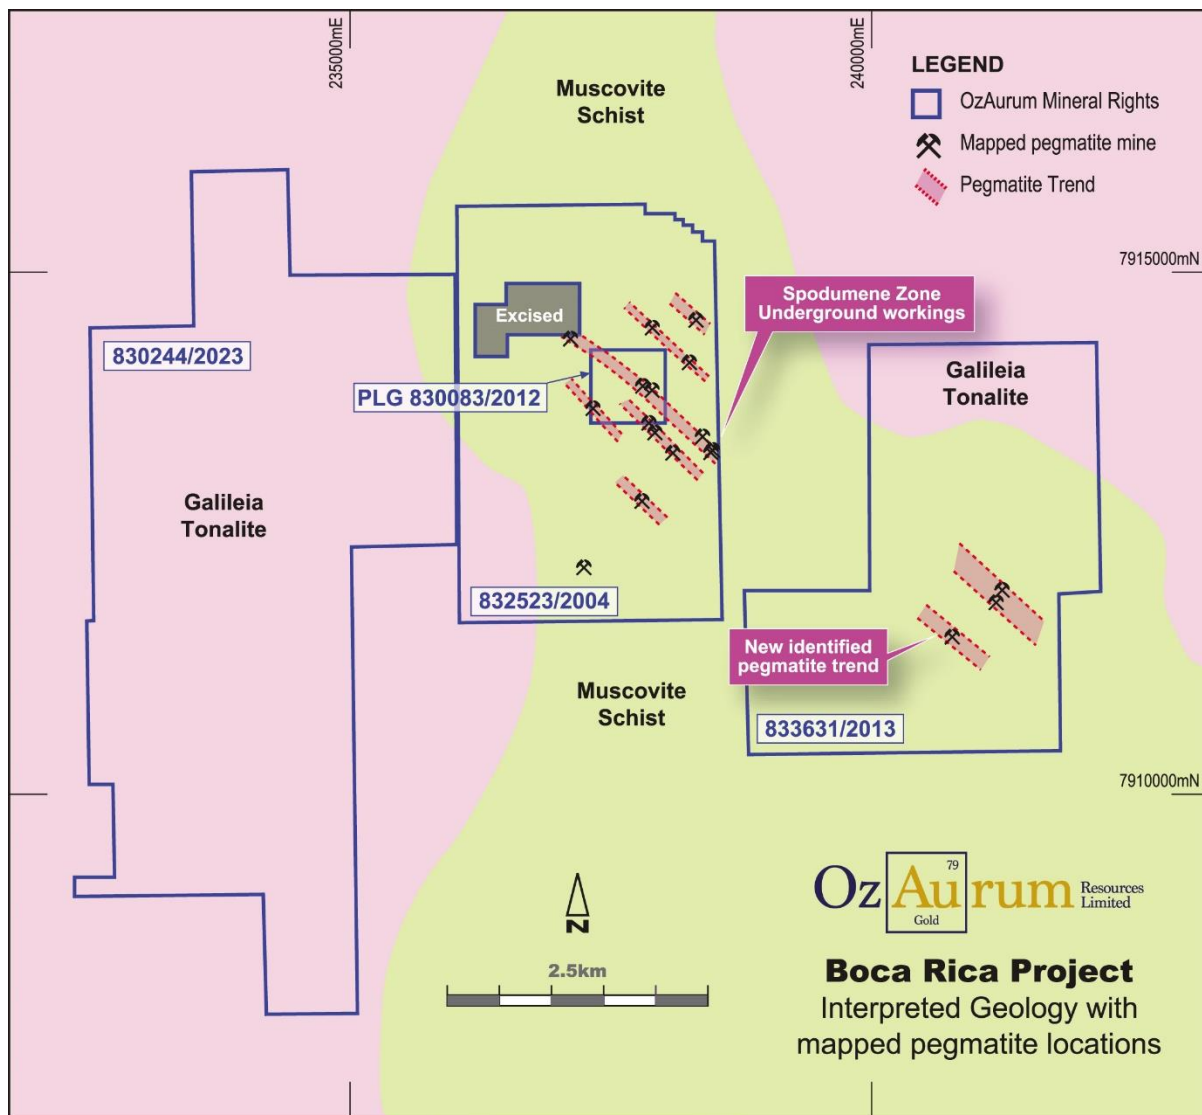 235000mE
240000mE
LEGEND
OzAurum Mineral Rights
Mapped pegmatite mine
Pegmatite Trend
Muscovite
Schist
7915000mN
Spodumene Zone
Underground workings
Excised
830244/2023
PLG 830083/2012
Galileia
Tonalite
Galileia
Tonalite
832523/2004
New identified
pegmatite trend
Muscovite
Schist
833631/2013
7910000mN
N
2.5km
79
OzAurum
Gold
Resources
Limited
Boca Rica Project
Interpreted Geology with
mapped pegmatite locations